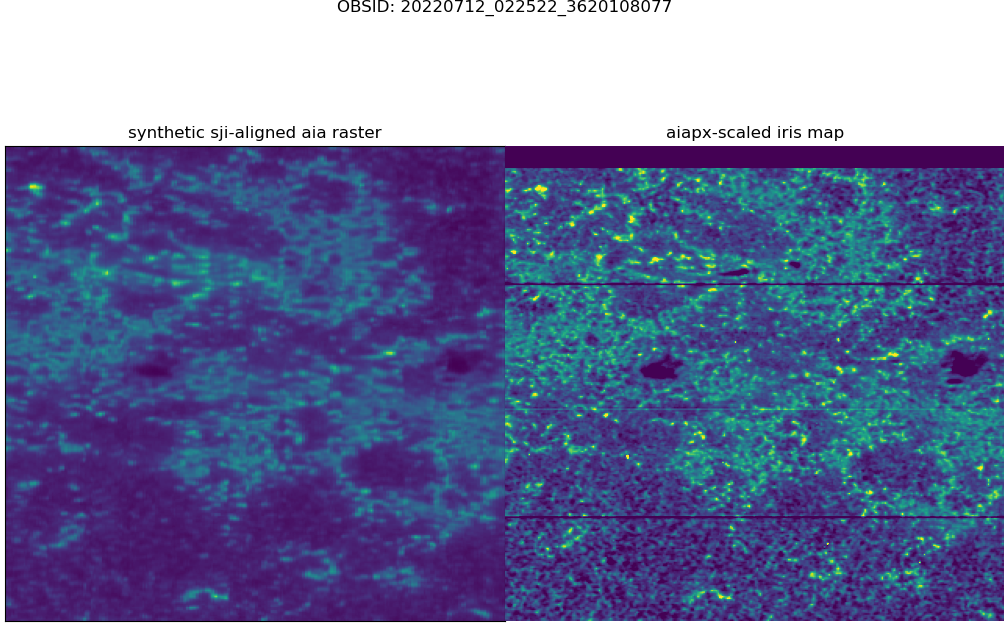 OBSID: 20220712_022522_3620108077
synthetic sji-aligned aia raster
aiapx-scaled iris map